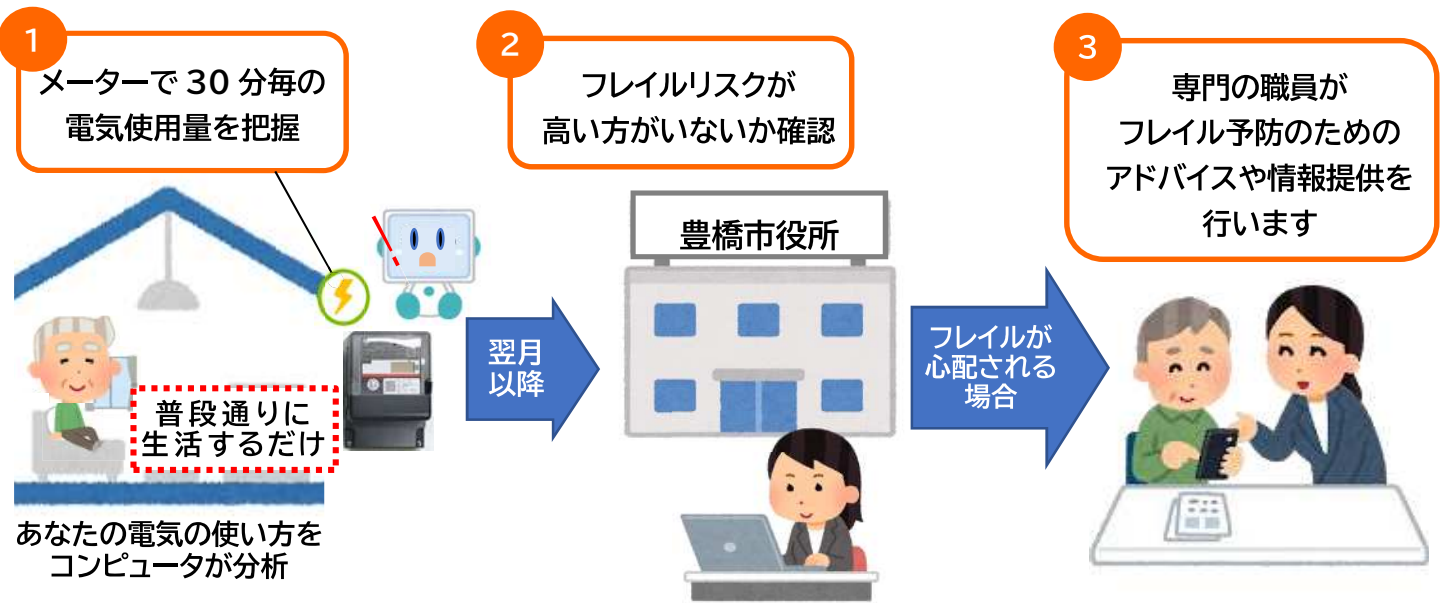 1
メーターで 30 分毎の
電気使用量を把握
普段通りに
生活するだけ
あなたの電気の使い方を
コンピュータが分析
翌月
以降
2
フレイルリスクが
高い方がいないか確認
豊橋市役所
フレイルが
心配される
場合
3
専門の職員が
フレイル予防のための
アドバイスや情報提供を
行います